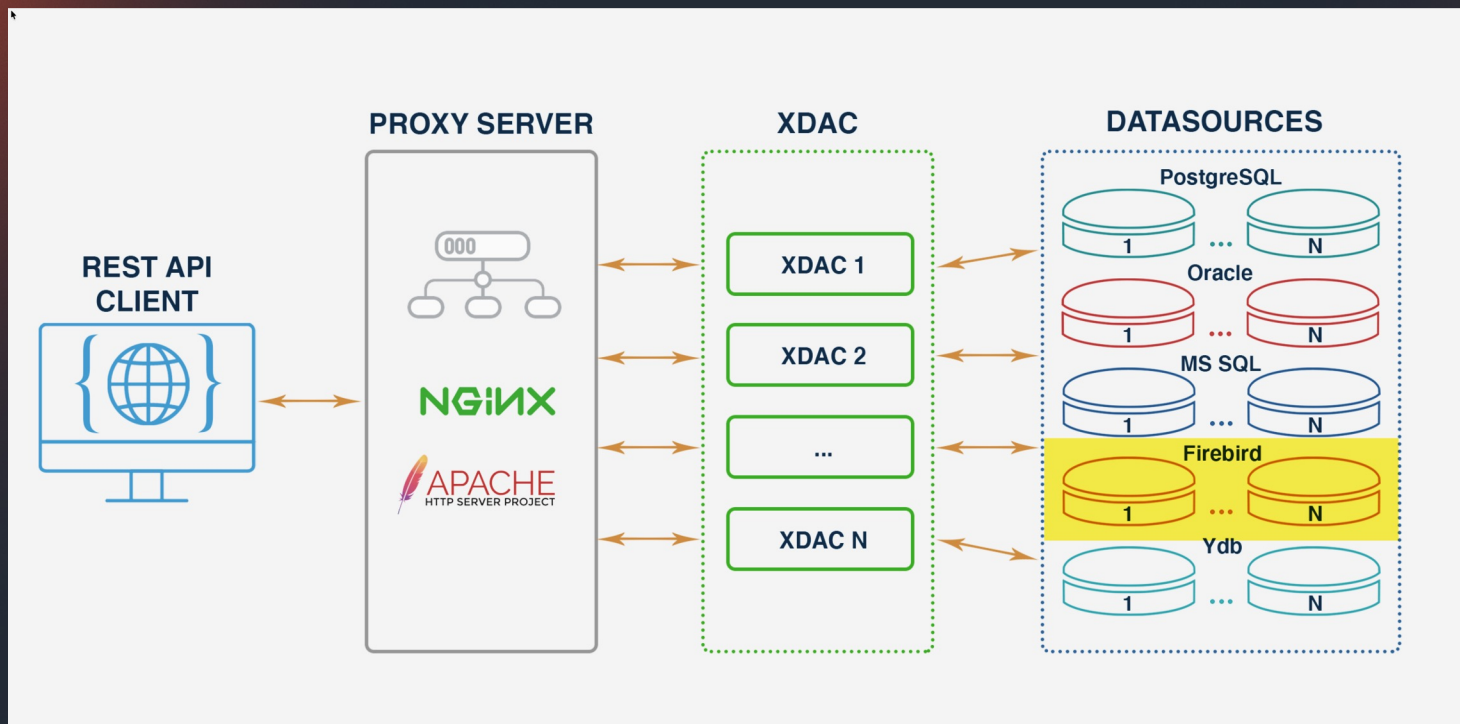 REST API
CLIENT
PROXY SERVER
000
NGINX
APACHE
HTTP SERVER PROJECT
XDAC
XDAC 1
XDAC 2
...
XDAC N
DATASOURCES
PostgreSQL
1 ... N
Oracle
1 ... N
MS SQL
1 ... N
Firebird
1 ... N
Ydb
1 ... N